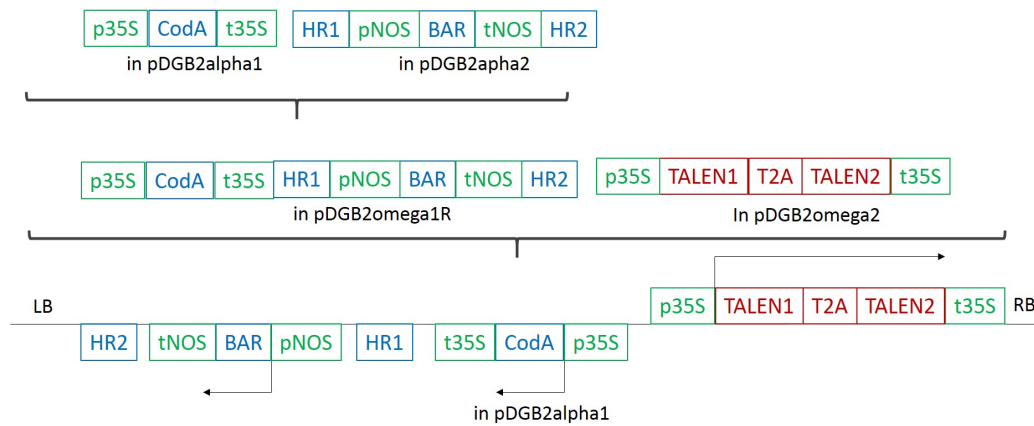 p35S CodA t35S HR1 pNOS BAR tNOS HR2
in pDGB2alpha1 in pDGB2apha2
p35S CodA t35S HR1 pNOS BAR tNOS HR2 p35S TALEN1 T2A TALEN2 t35S
in pDGB2omega1R In pDGB2omega2
LB p35S TALEN1 T2A TALEN2 t35S RB
HR2 tNOS BAR pNOS HR1 t35S CodA p35S
in pDGB2alpha1